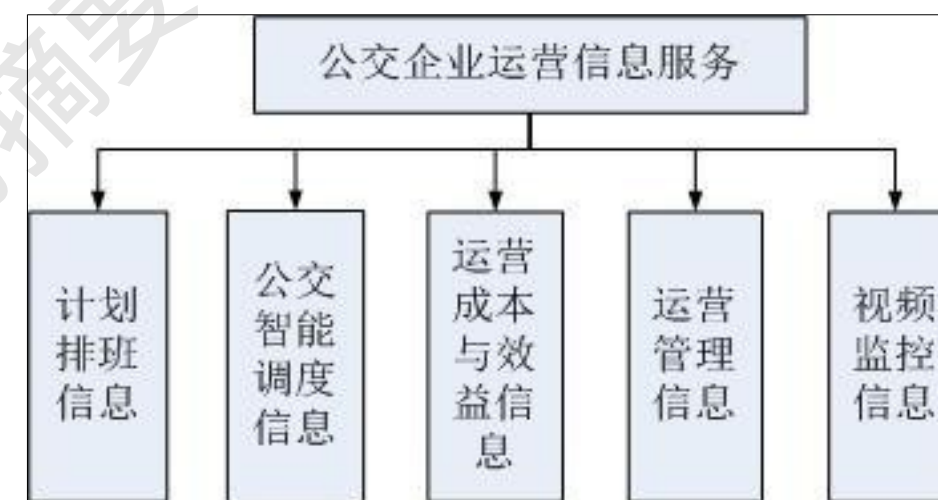 摘要
公交企业运营信息服务
计划
排班
信息
公交
智能
调度
信息
运营
成本
与效
益信
息
运营
管理
信息
视频
监控
信息